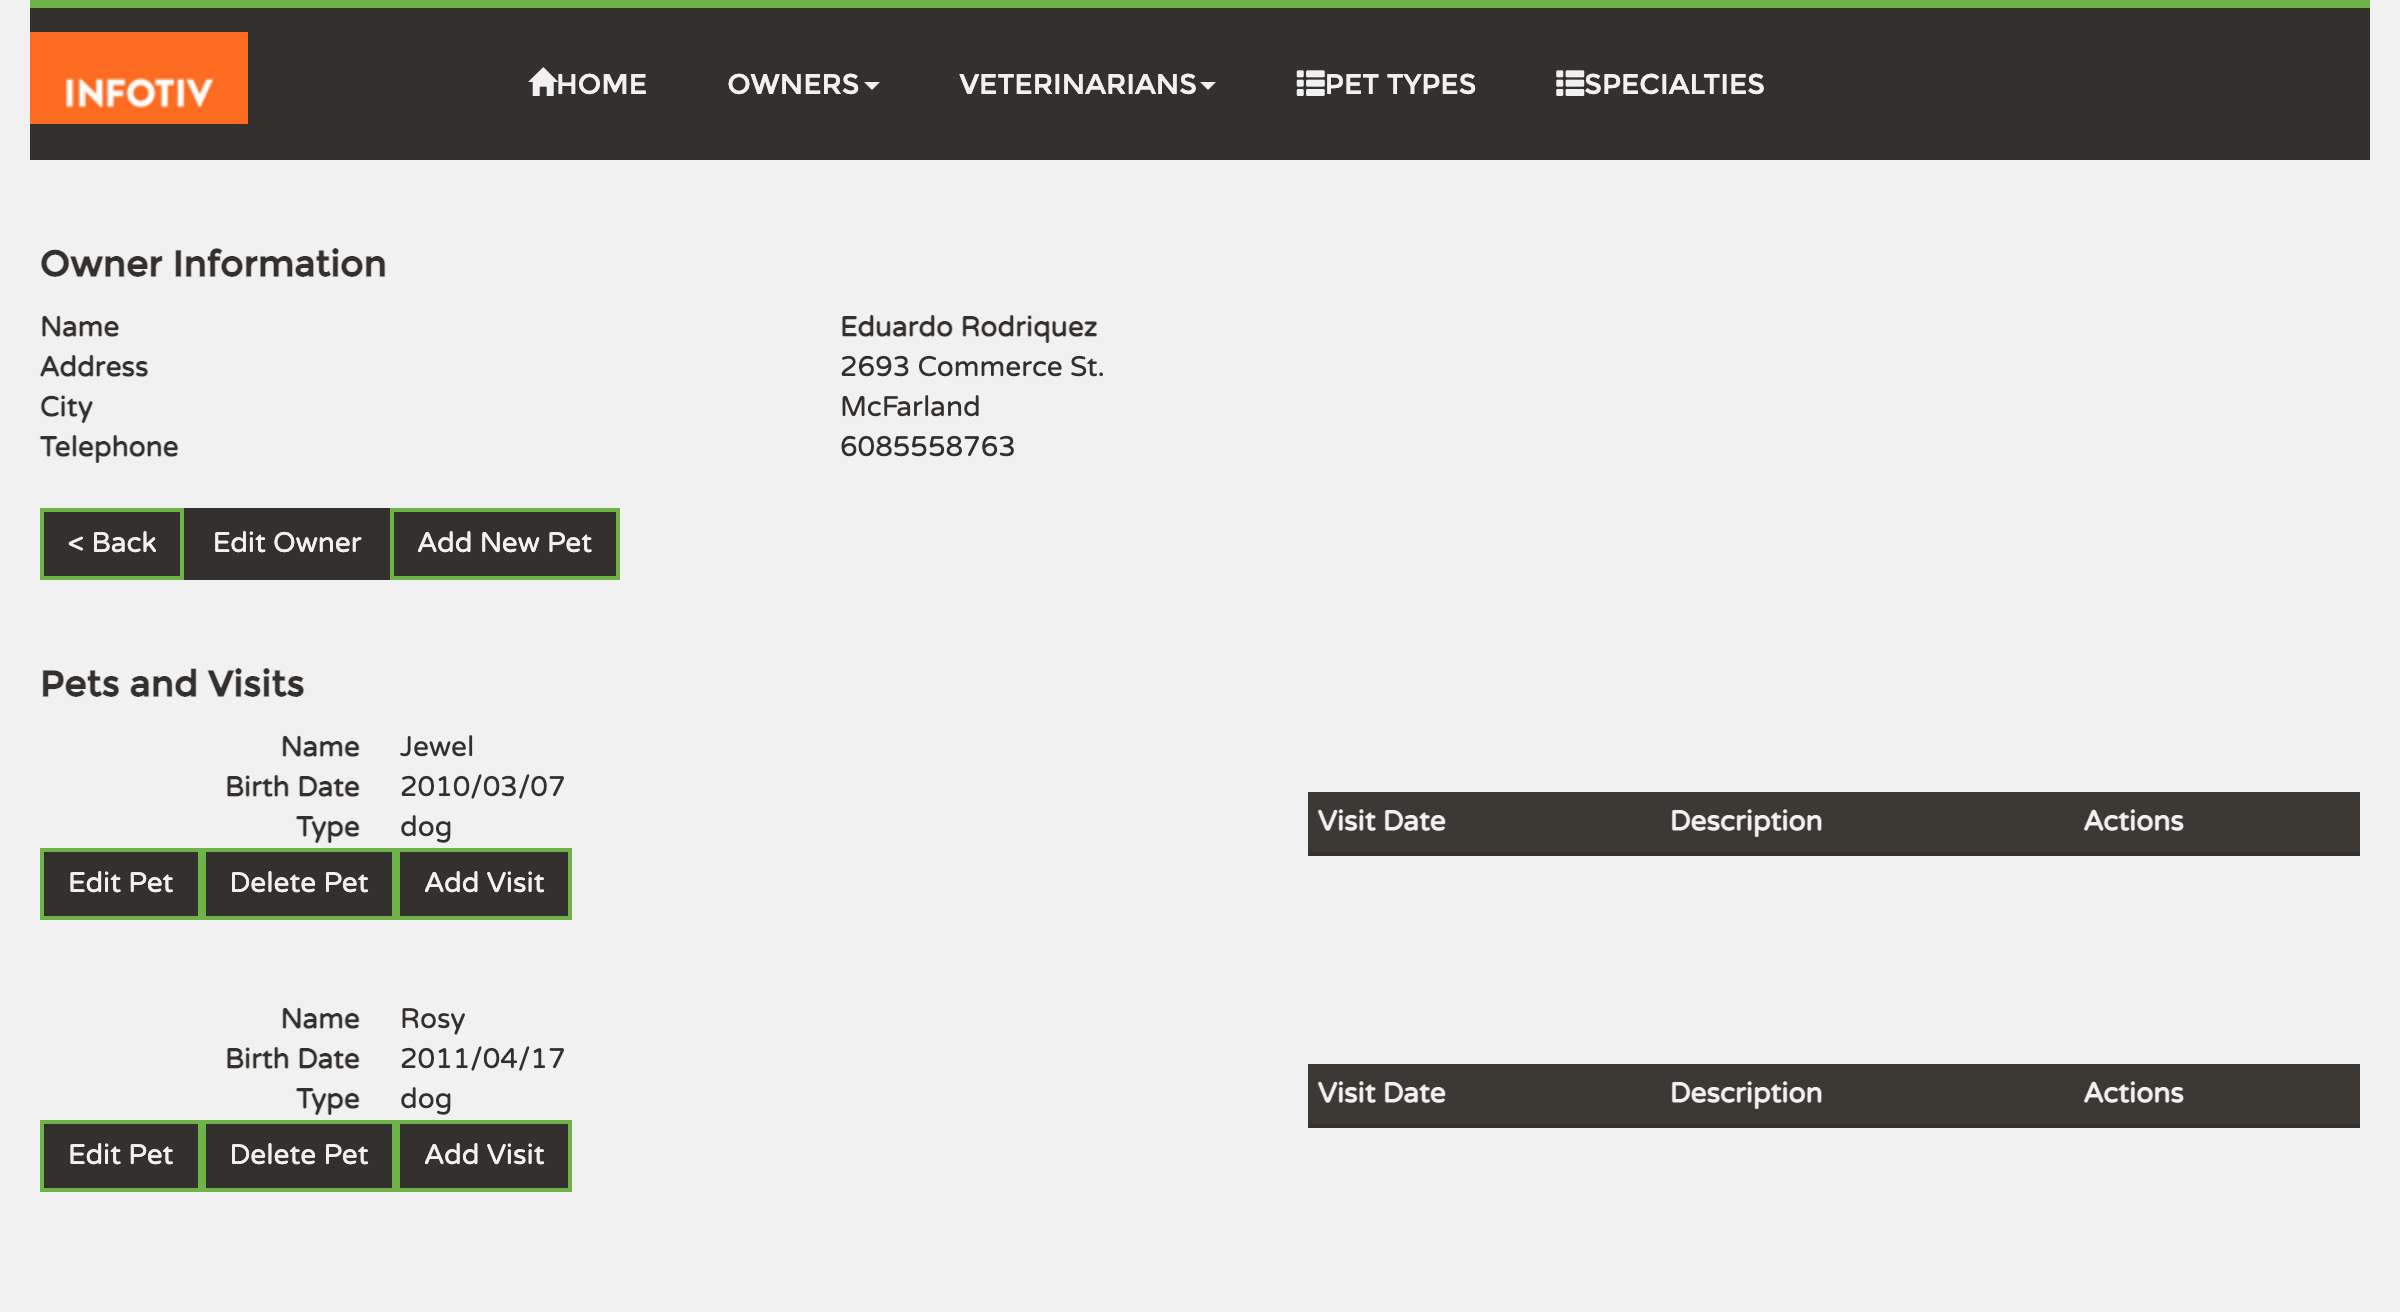 INFOTIV
HOME OWNERS VETERINARIANS PET TYPES SPECIALTIES
Owner Information
Name Eduardo Rodriquez
Address 2693 Commerce St.
City McFarland
Telephone 6085558763
< Back Edit Owner Add New Pet
Pets and Visits
Name Jewel
Birth Date 2010/03/07
Type dog
Visit Date Description Actions
Edit Pet Delete Pet Add Visit
Name Rosy
Birth Date 2011/04/17
Type dog
Visit Date Description Actions
Edit Pet Delete Pet Add Visit